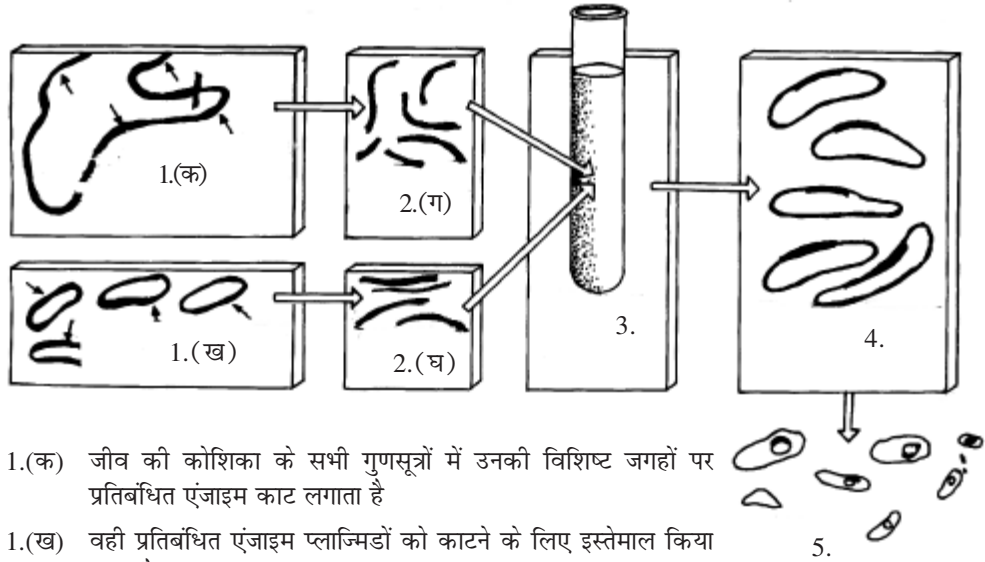 1.(क)
2.(ग)
3.
4.
1.(ख)
2.(घ)
5.
1.(क) जीव की कोशिका के सभी गुणसूत्रों में उनकी विशिष्ट जगहों पर
प्रतिबंधित एंजाइम काट लगाता है
1.(ख) वही प्रतिबंधित एंजाइम प्लाज्मिडों को काटने के लिए इस्तेमाल किया